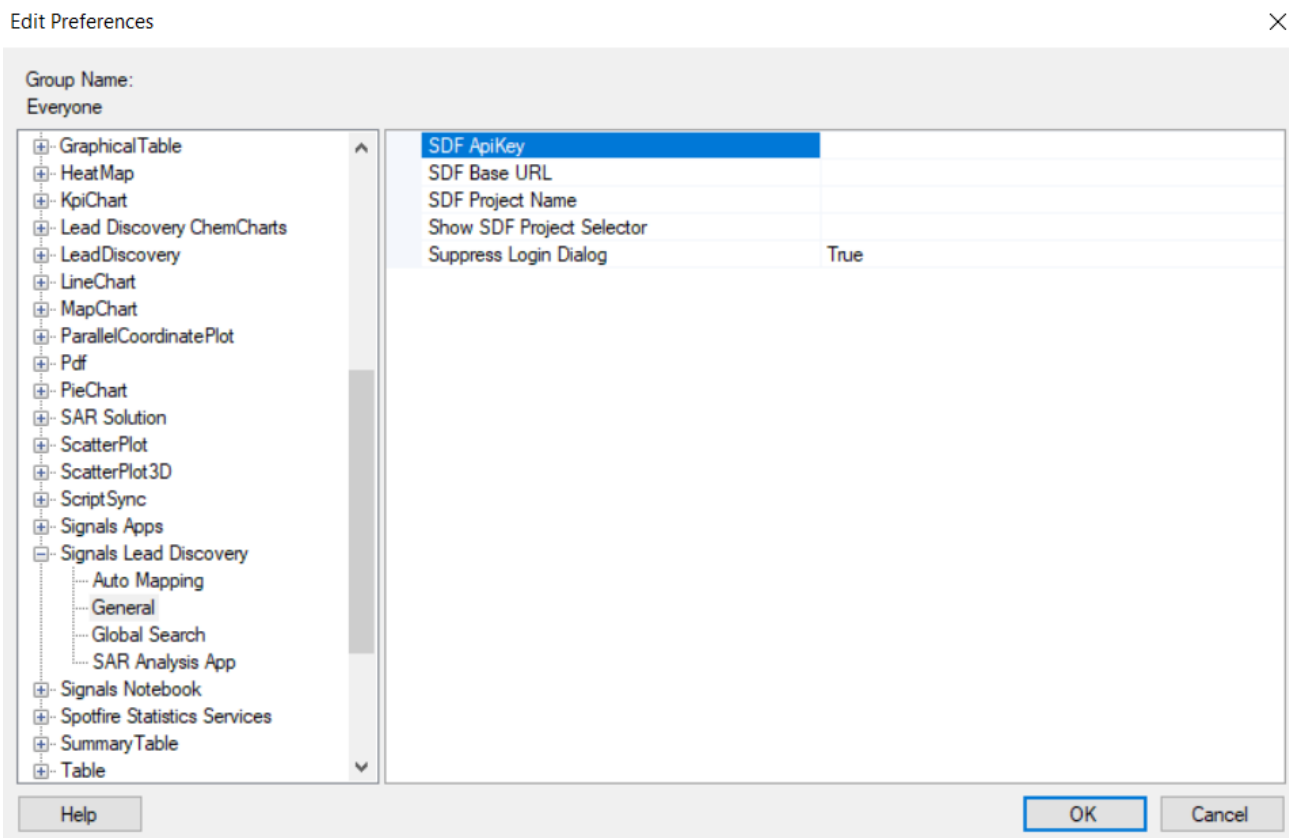 Edit Preferences
Group Name:
Everyone
GraphicalTable
HeatMap
KpiChart
Lead Discovery ChemCharts
LeadDiscovery
LineChart
MapChart
ParallelCoordinatePlot
Pdf
PieChart
SAR Solution
ScatterPlot
ScatterPlot3D
ScriptSync
Signals Apps
Signals Lead Discovery
Auto Mapping
General
Global Search
SAR Analysis App
Signals Notebook
Spotfire Statistics Services
SummaryTable
Table
SDF ApiKey
SDF Base URL
SDF Project Name
Show SDF Project Selector
Suppress Login Dialog True
Help
OK
Cancel